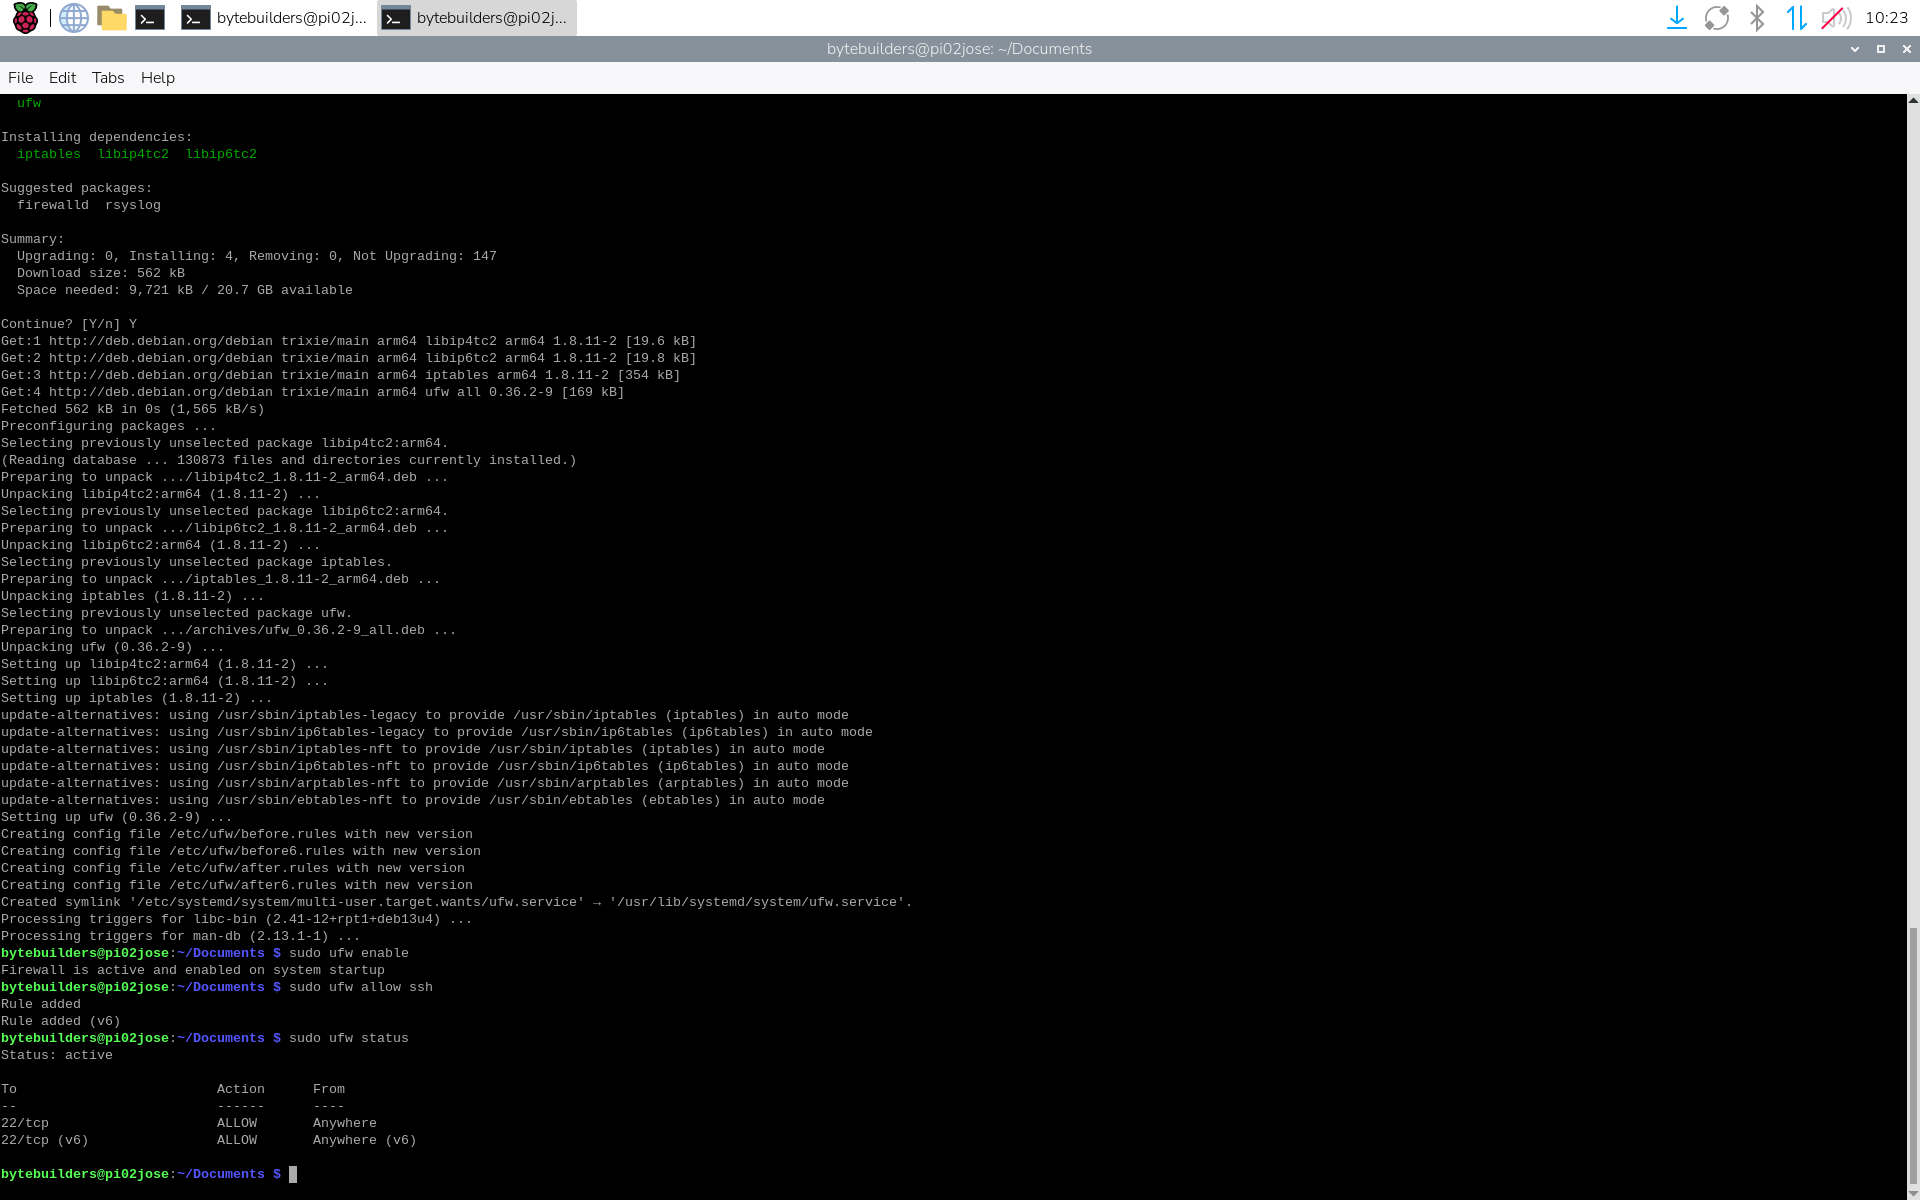 bytebuilders@pi02j... bytebuilders@pi02j... 10:23
bytebuilders@pi02jose: ~/Documents
File Edit Tabs Help
ufw
Installing dependencies:
iptables libip4tc2 libip6tc2
Suggested packages:
firewalld rsyslog
Summary:
Upgrading: 0, Installing: 4, Removing: 0, Not Upgrading: 147
Download size: 562 kB
Space needed: 9,721 kB / 20.7 GB available
Continue? [Y/n] Y
Get:1 http://deb.debian.org/debian trixie/main arm64 libip4tc2 arm64 1.8.11-2 [19.6 kB]
Get:2 http://deb.debian.org/debian trixie/main arm64 libip6tc2 arm64 1.8.11-2 [19.8 kB]
Get:3 http://deb.debian.org/debian trixie/main arm64 iptables arm64 1.8.11-2 [354 kB]
Get:4 http://deb.debian.org/debian trixie/main arm64 ufw all 0.36.2-9 [169 kB]
Fetched 562 kB in 0s (1,565 kB/s)
Preconfiguring packages ...
Selecting previously unselected package libip4tc2:arm64.
(Reading database ... 130873 files and directories currently installed.)
Preparing to unpack .../libip4tc2_1.8.11-2_arm64.deb ...
Unpacking libip4tc2:arm64 (1.8.11-2) ...
Selecting previously unselected package libip6tc2:arm64.
Preparing to unpack .../libip6tc2_1.8.11-2_arm64.deb ...
Unpacking libip6tc2:arm64 (1.8.11-2) ...
Selecting previously unselected package iptables.
Preparing to unpack .../iptables_1.8.11-2_arm64.deb ...
Unpacking iptables (1.8.11-2) ...
Selecting previously unselected package ufw.
Preparing to unpack .../archives/ufw_0.36.2-9_all.deb ...
Unpacking ufw (0.36.2-9) ...
Setting up libip4tc2:arm64 (1.8.11-2) ...
Setting up libip6tc2:arm64 (1.8.11-2) ...
Setting up iptables (1.8.11-2) ...
update-alternatives: using /usr/sbin/iptables-legacy to provide /usr/sbin/iptables (iptables) in auto mode
update-alternatives: using /usr/sbin/ip6tables-legacy to provide /usr/sbin/ip6tables (ip6tables) in auto mode
update-alternatives: using /usr/sbin/iptables-nft to provide /usr/sbin/iptables (iptables) in auto mode
update-alternatives: using /usr/sbin/ip6tables-nft to provide /usr/sbin/ip6tables (ip6tables) in auto mode
update-alternatives: using /usr/sbin/arptables-nft to provide /usr/sbin/arptables (arptables) in auto mode
update-alternatives: using /usr/sbin/ebtables-nft to provide /usr/sbin/ebtables (ebtables) in auto mode
Setting up ufw (0.36.2-9) ...
Creating config file /etc/ufw/before.rules with new version
Creating config file /etc/ufw/before6.rules with new version
Creating config file /etc/ufw/after.rules with new version
Creating config file /etc/ufw/after6.rules with new version
Created symlink '/etc/systemd/system/multi-user.target.wants/ufw.service' → '/usr/lib/systemd/system/ufw.service'.
Processing triggers for libc-bin (2.41-12+rpt1+deb13u4) ...
Processing triggers for man-db (2.13.1-1) ...
bytebuilders@pi02jose:~/Documents $ sudo ufw enable
Firewall is active and enabled on system startup
bytebuilders@pi02jose:~/Documents $ sudo ufw allow ssh
Rule added
Rule added (v6)
bytebuilders@pi02jose:~/Documents $ sudo ufw status
Status: active
To Action From
-- ------ ----
22/tcp ALLOW Anywhere
22/tcp (v6) ALLOW Anywhere (v6)
bytebuilders@pi02jose:~/Documents $